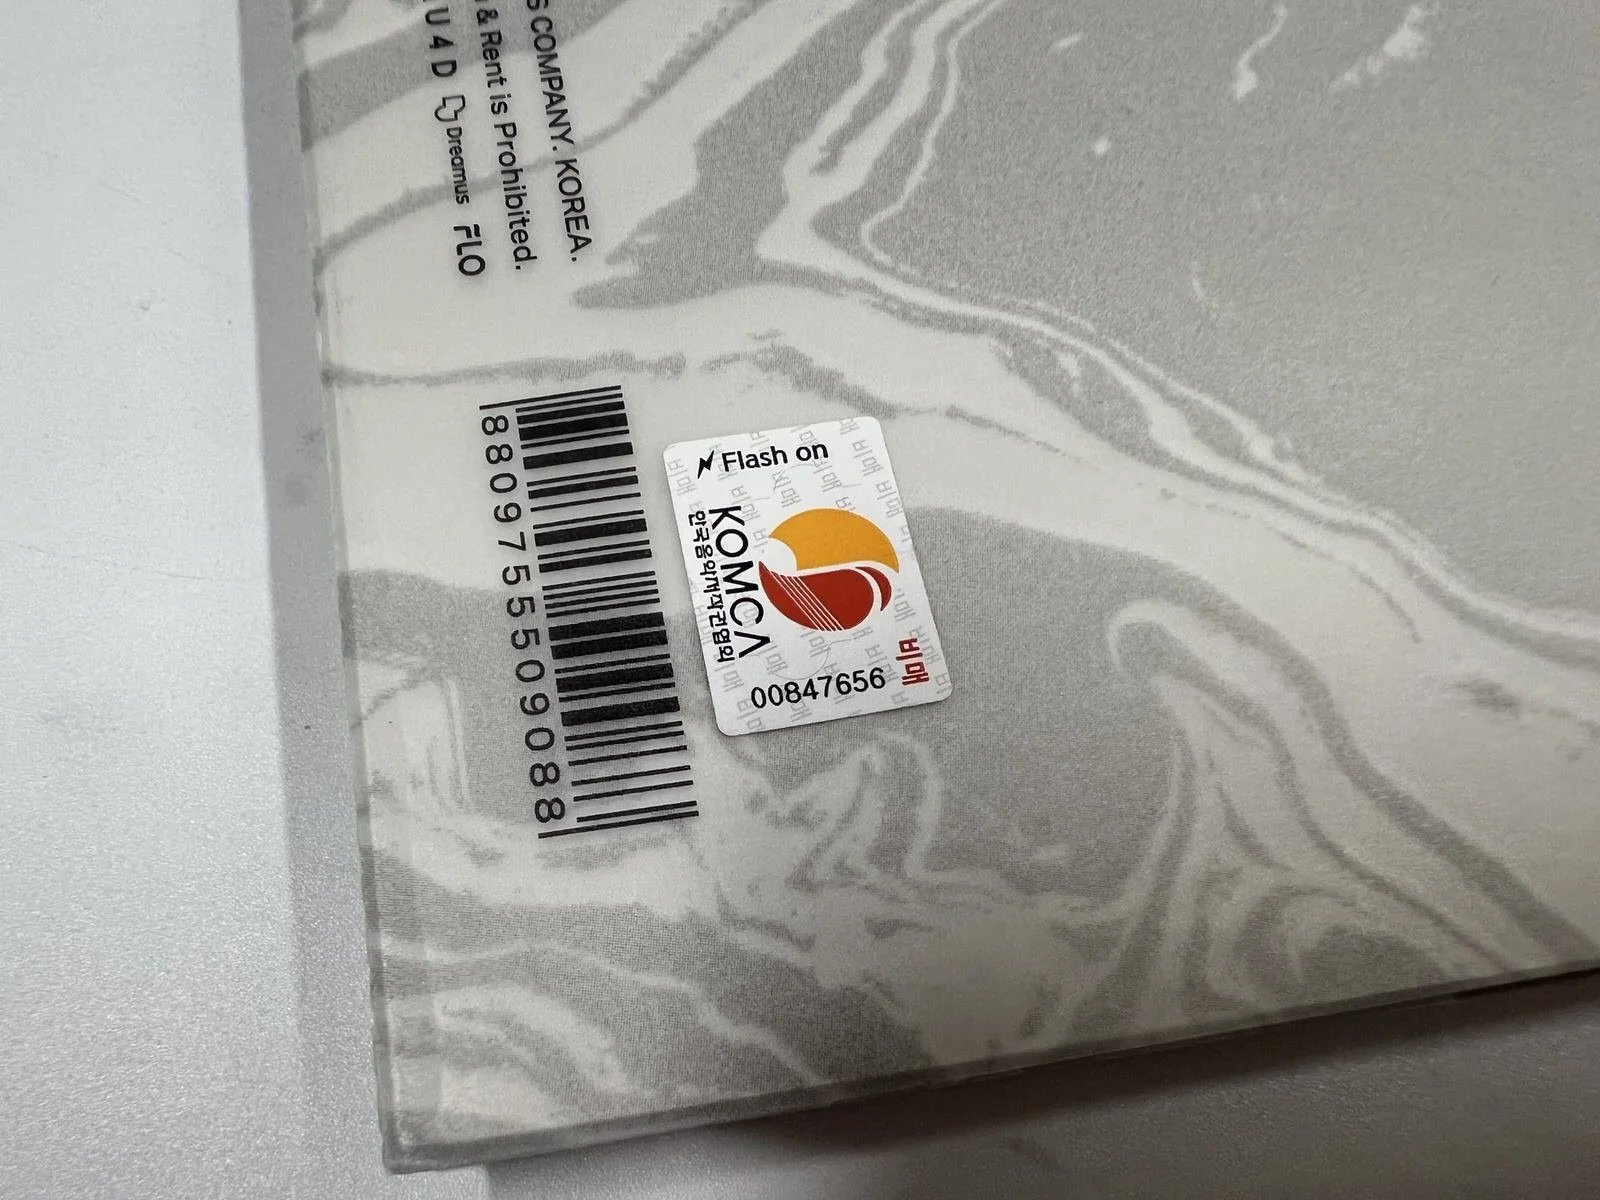 S COMPANY. KOREA.
& Rent is Prohibited.
U4D Dreamus FLO
8809755509088
Flash on
KOMCA
한국음악저작권협회
비매
00847656